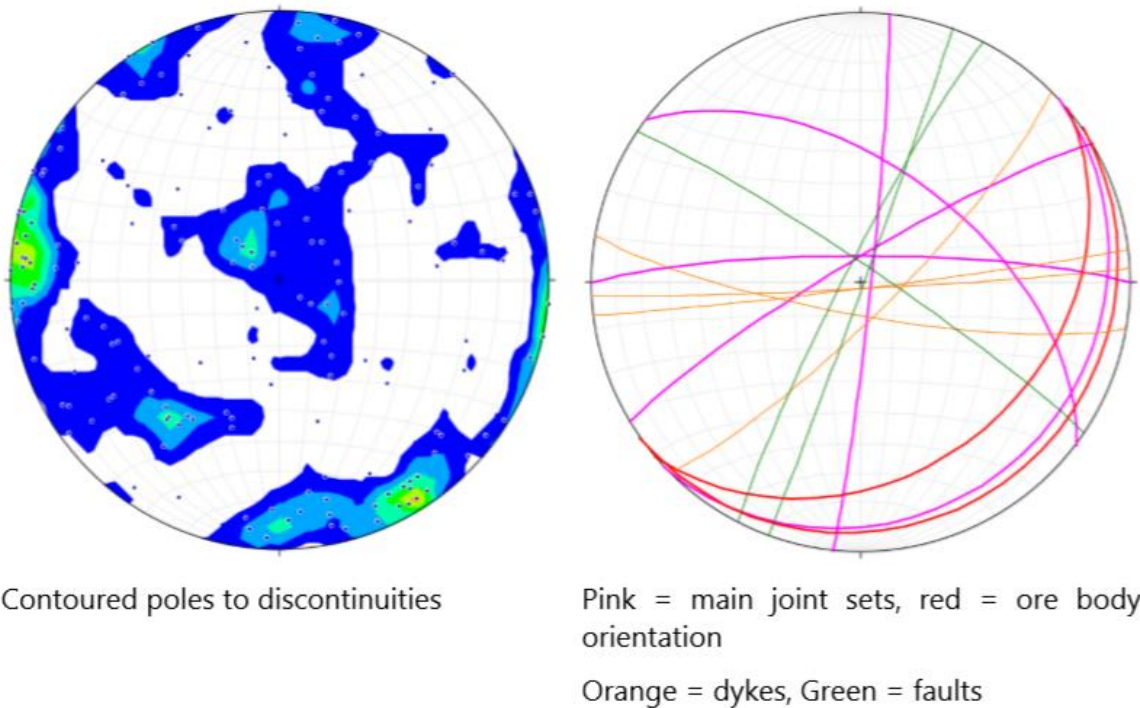 Contoured poles to discontinuities
Pink = main joint sets, red = ore body
orientation
Orange = dykes, Green = faults